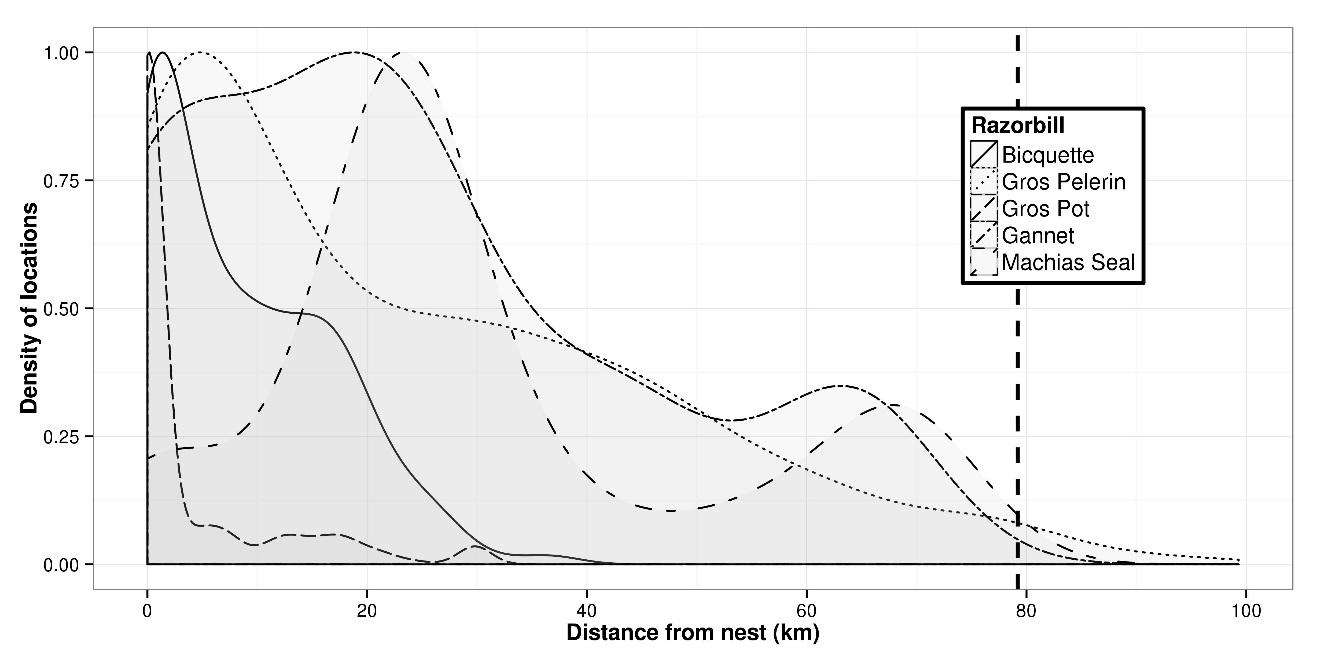 1.00
0.75
0.50
0.25
0.00
Density of locations
Razorbill
Bicquette
Gros Pelerin
Gros Pot
Gannet
Machias Seal
0 20 40 60 80 100
Distance from nest (km)